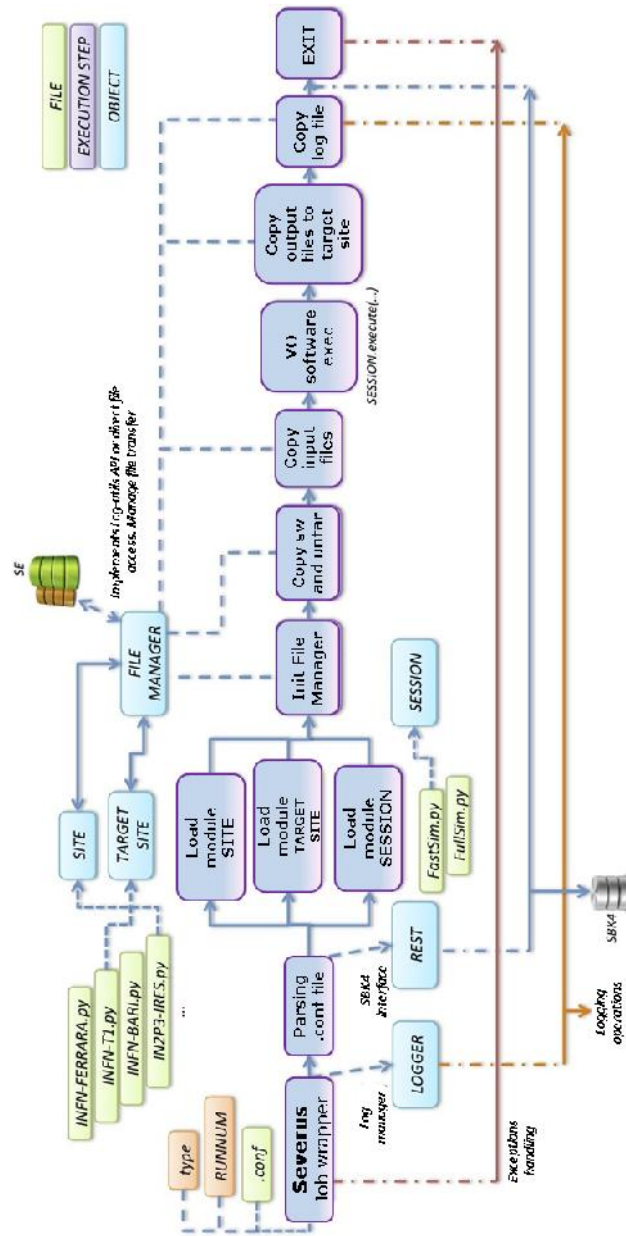 FILE
EXECUTION STEP
OBJECT
SE
Implements Lcg-utils API or direct file
access. Manage file transfer
SITE
TARGET
SITE
FILE
MANAGER
INFN-FERRARA.py
INFN-T1.py
INFN-BARI.py
IN2P3-IRES.py
...
type
RUNNUM
.conf
Severus
Job wrapper
Parsing
.conf file
Load
module
SITE
Load
module
TARGET
SITE
Load
module
SESSION
Init File
Manager
Copy sw
and untar
Copy
input
files
VO
software
exec
SESSION.execute(...)
Copy
output
files to
target
site
Copy
log file
EXIT
Log
manager
LOGGER
SBK4
interface
REST
FastSim.py
FullSim.py
SESSION
Exceptions
handling
Logging
operations
SBK4